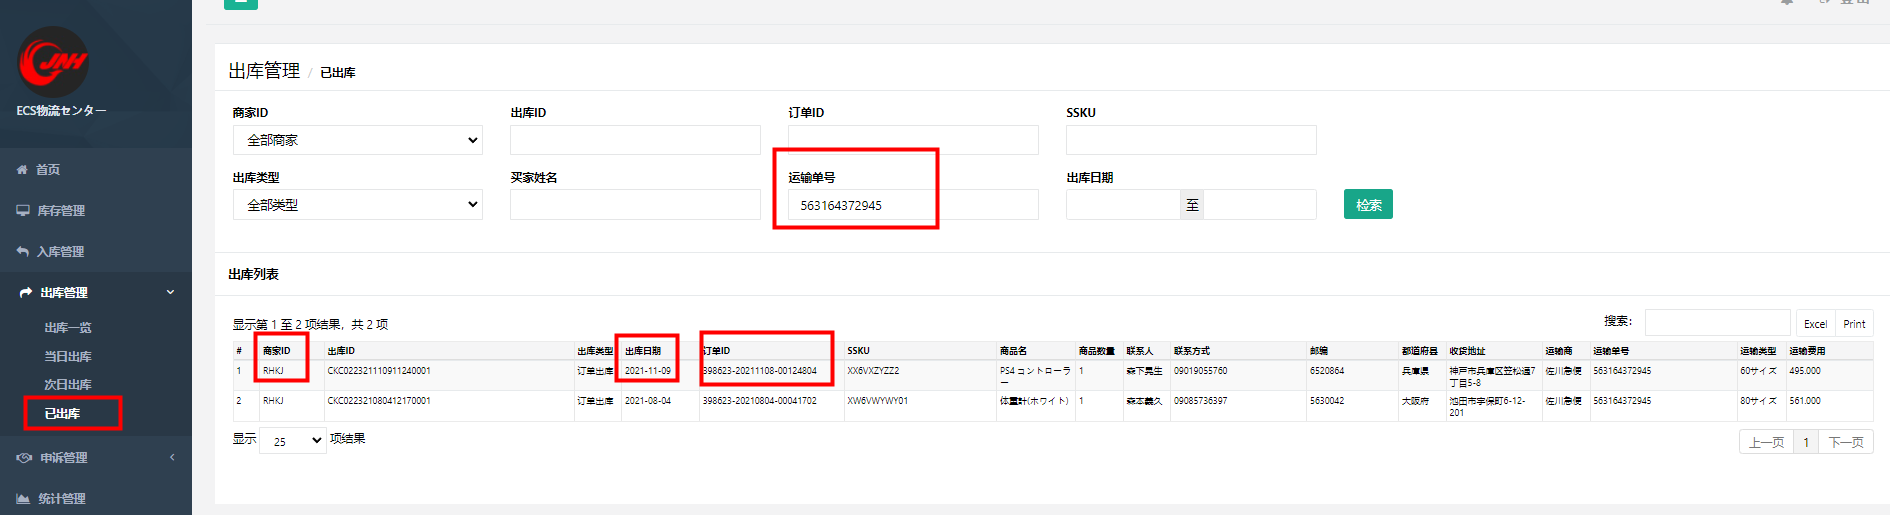 登出
JNH
ECS物流センター
首页
库存管理
入库管理
出库管理
出库一览
当日出库
次日出库
已出库
申诉管理
统计管理
出库管理 / 已出库
商家ID 出库ID 订单ID SSKU
全部商家
出库类型 买家姓名 运输单号 出库日期
全部类型 563164372945 至 检索
出库列表
显示第 1 至 2 项结果，共 2 项 搜索: Excel Print
# 商家ID 出库ID 出库类型 出库日期 订单ID SSKU 商品名 商品数量 联系人 联系方式 邮编 都道府县 收货地址 运输商 运输单号 运输类型 运输费用
1 RHKJ CKC022321110911240001 订单出库 2021-11-09 398623-20211108-00124804 XX6VXZYZZ2 PS4 コントローラー 1 森下晃生 09019055760 6520864 兵庫県 神戸市兵庫区笠松通7丁目5-8 佐川急便 563164372945 60サイズ 495.000
2 RHKJ CKC022321080412170001 订单出库 2021-08-04 398623-20210804-00041702 XW6VWYWY01 体重計(ホワイト) 1 森本義久 09085736397 5630042 大阪府 池田市宇保町6-12-201 佐川急便 563164372945 80サイズ 561.000
显示 25 项结果 上一页 1 下一页